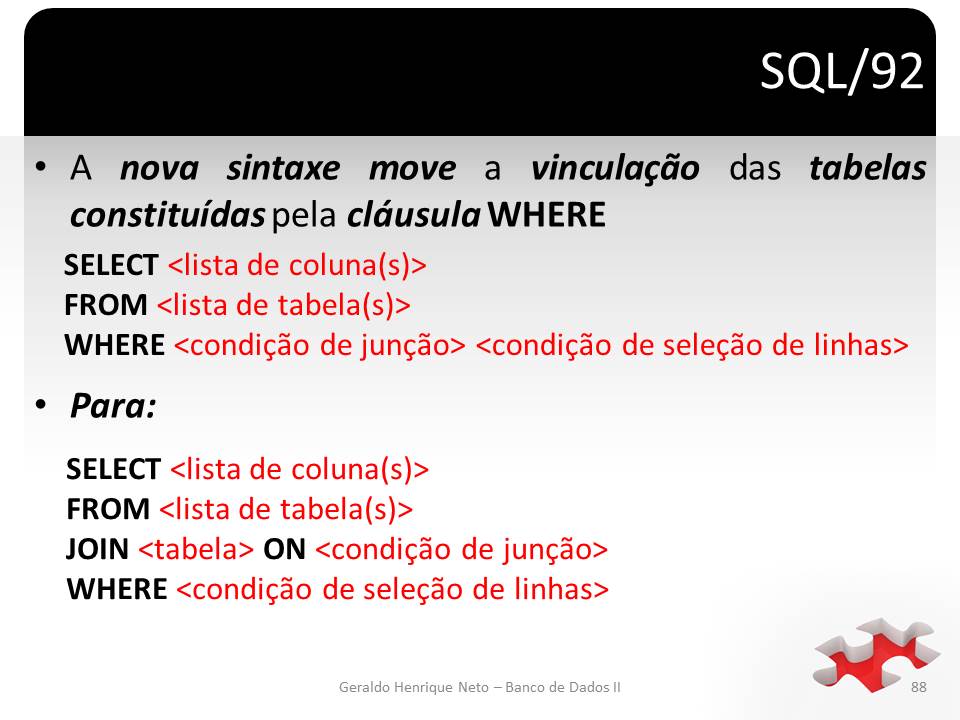 SQL/92
• A nova sintaxe move a vinculação das tabelas
constituídas pela cláusula WHERE
SELECT <lista de coluna(s)>
FROM <lista de tabela(s)>
WHERE <condição de junção> <condição de seleção de linhas>
• Para:
SELECT <lista de coluna(s)>
FROM <lista de tabela(s)>
JOIN <tabela> ON <condição de junção>
WHERE <condição de seleção de linhas>
Geraldo Henrique Neto – Banco de Dados II
88